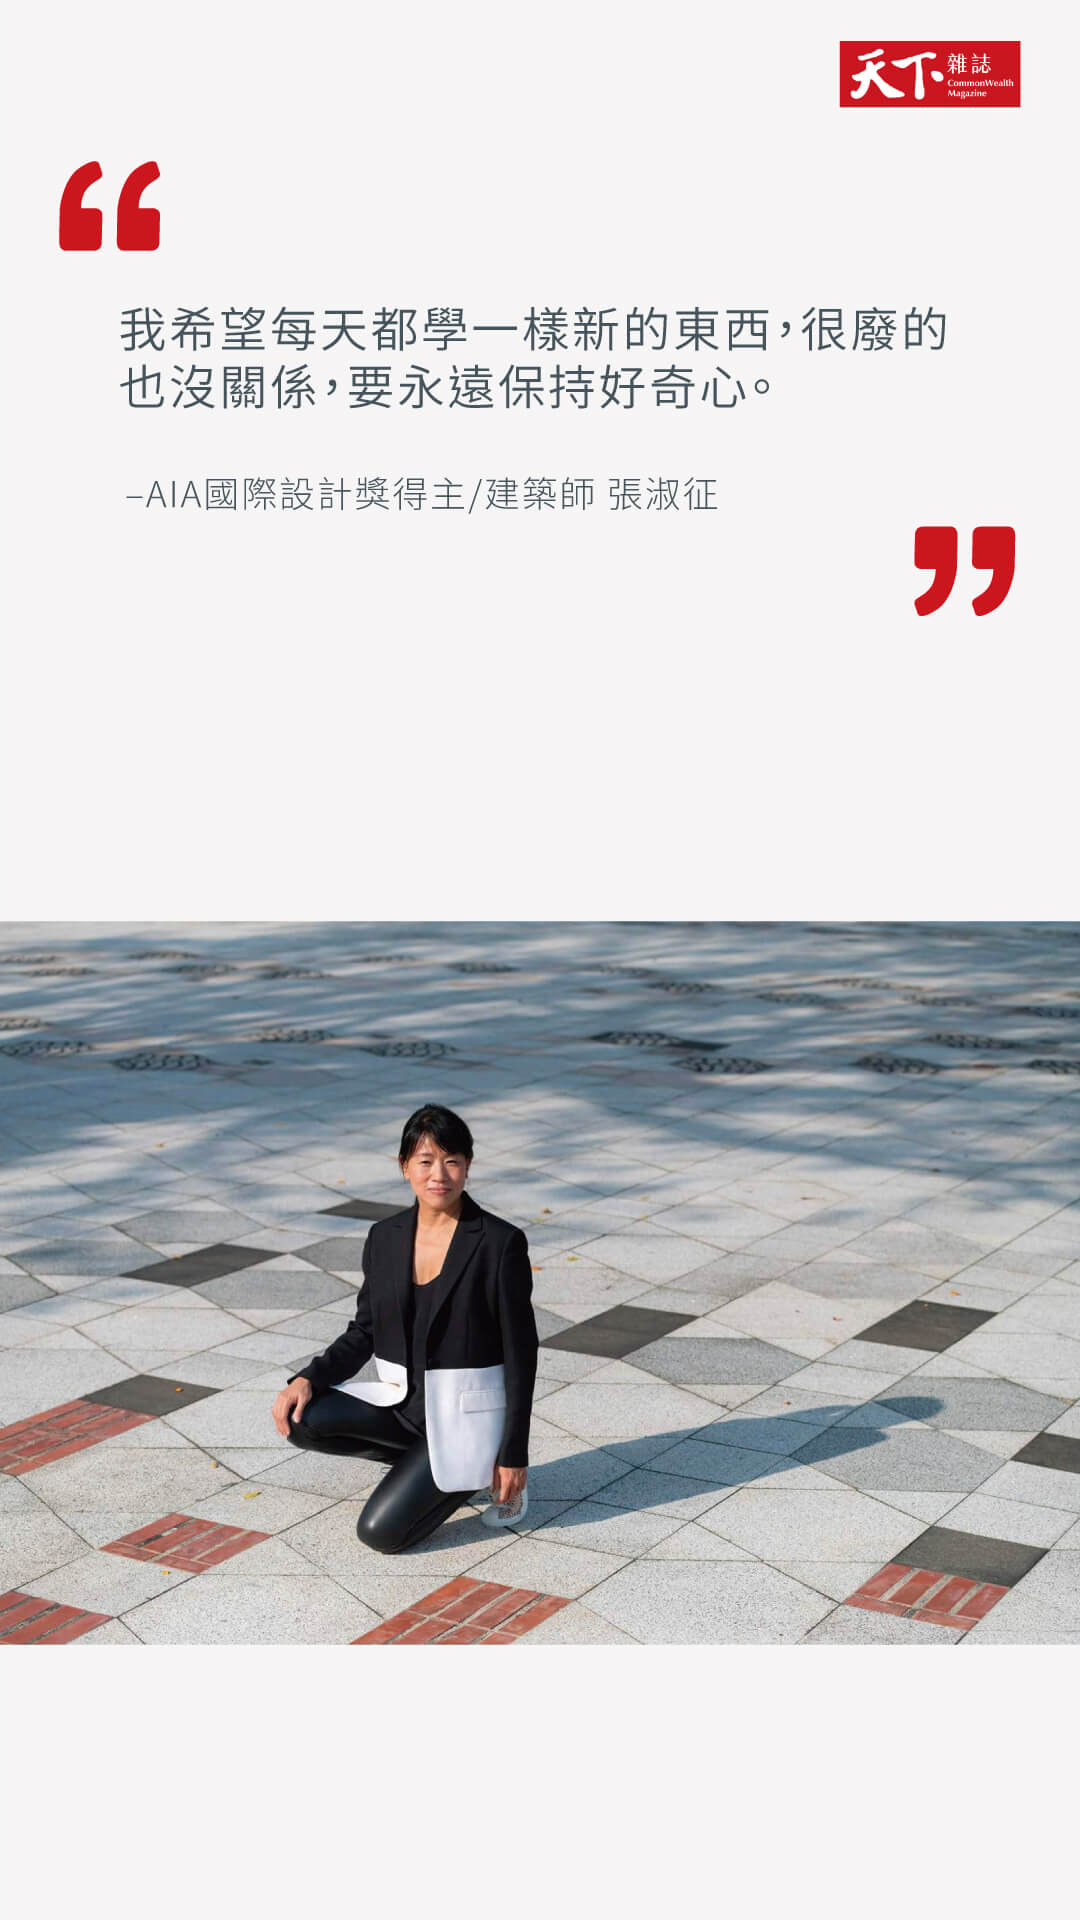 天下雜誌
CommonWealth
Magazine
我希望每天都學一樣新的東西,很廢的
也沒關係,要永遠保持好奇心。
–AIA國際設計獎得主/建築師 張淑征